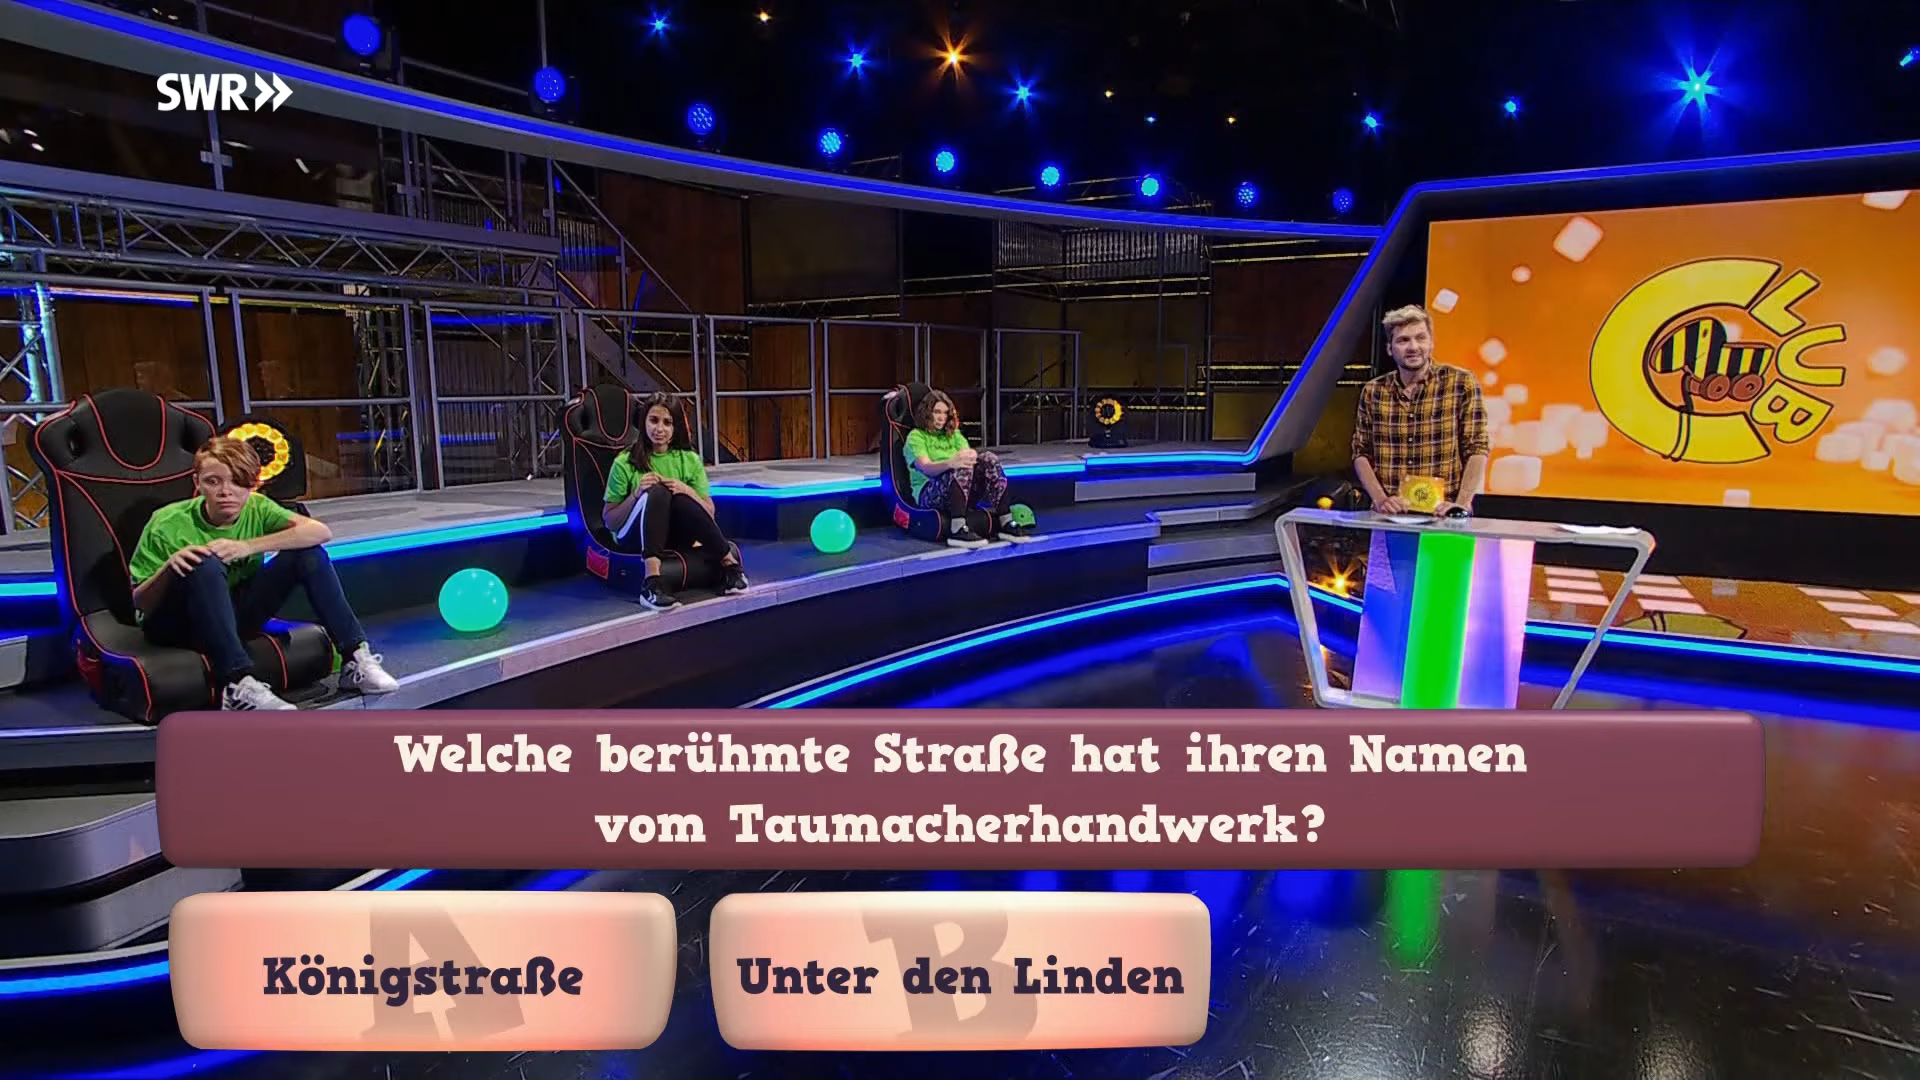 SWR
CLUB
Welche berühmte Straße hat ihren Namen
vom Taumacherhandwerk?
A
Königstraße
B
Unter den Linden